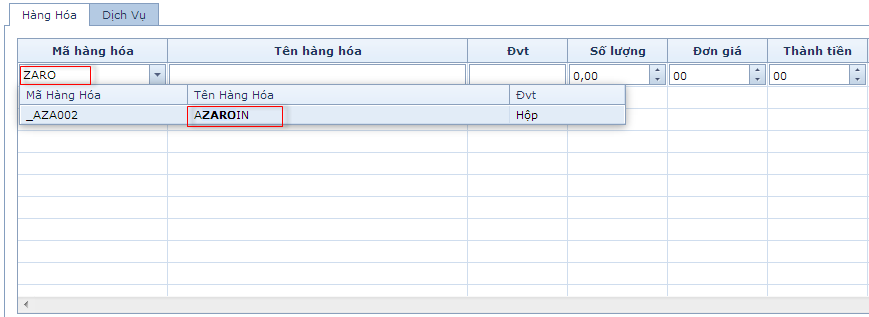 Hàng Hóa Dịch Vụ
Mã hàng hóa Tên hàng hóa Đvt Số lượng Đơn giá Thành tiền
ZARO 0,00 00 00
Mã Hàng Hóa Tên Hàng Hóa Đvt
_AZA002 AZAROIN Hộp